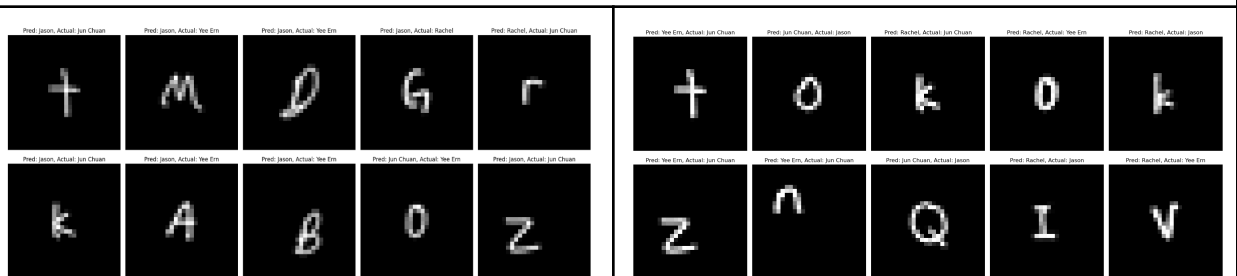 Pred: Jason, Actual: Jun Chuan
Pred: Jason, Actual: Yee Ern
Pred: Jason, Actual: Yee Ern
Pred: Jason, Actual: Rachel
Pred: Rachel, Actual: Jun Chuan
t
M
D
G
r
Pred: Jason, Actual: Jun Chuan
Pred: Jason, Actual: Yee Ern
Pred: Jason, Actual: Yee Ern
Pred: Jun Chuan, Actual: Yee Ern
Pred: Jason, Actual: Jun Chuan
k
A
B
O
Z
Pred: Yee Ern, Actual: Jun Chuan
Pred: Jun Chuan, Actual: Jason
Pred: Rachel, Actual: Jun Chuan
Pred: Rachel, Actual: Yee Ern
Pred: Rachel, Actual: Jason
t
O
k
O
k
Pred: Yee Ern, Actual: Jun Chuan
Pred: Yee Ern, Actual: Jun Chuan
Pred: Jun Chuan, Actual: Jason
Pred: Rachel, Actual: Jason
Pred: Rachel, Actual: Yee Ern
Z
n
Q
I
V